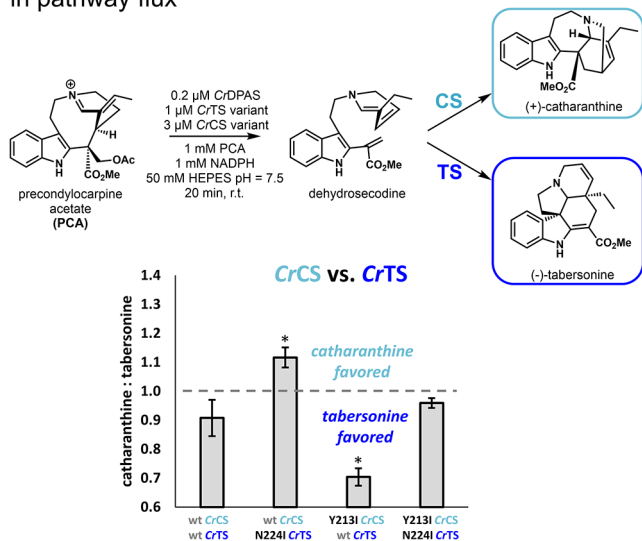 in pathway flux
N
⊕
H
N
H
OAc
CO₂Me
precondylocarpine
acetate
(PCA)
0.2 µM CrDPAS
1 µM CrTS variant
3 µM CrCS variant
1 mM PCA
1 mM NADPH
50 mM HEPES pH = 7.5
20 min, r.t.
N
N
H
CO₂Me
dehydrosecodine
CS
TS
N
H
N
H
MeO₂C
(+)-catharanthine
N
N
H
CO₂Me
(-)-tabersonine
CrCS vs. CrTS
catharanthine : tabersonine
1.4
1.3
1.2
1.1
1.0
0.9
0.8
0.7
0.6
*
*
catharanthine
favored
tabersonine
favored
wt CrCS
wt CrTS
wt CrCS
N224I CrTS
Y213I CrCS
wt CrTS
Y213I CrCS
N224I CrTS